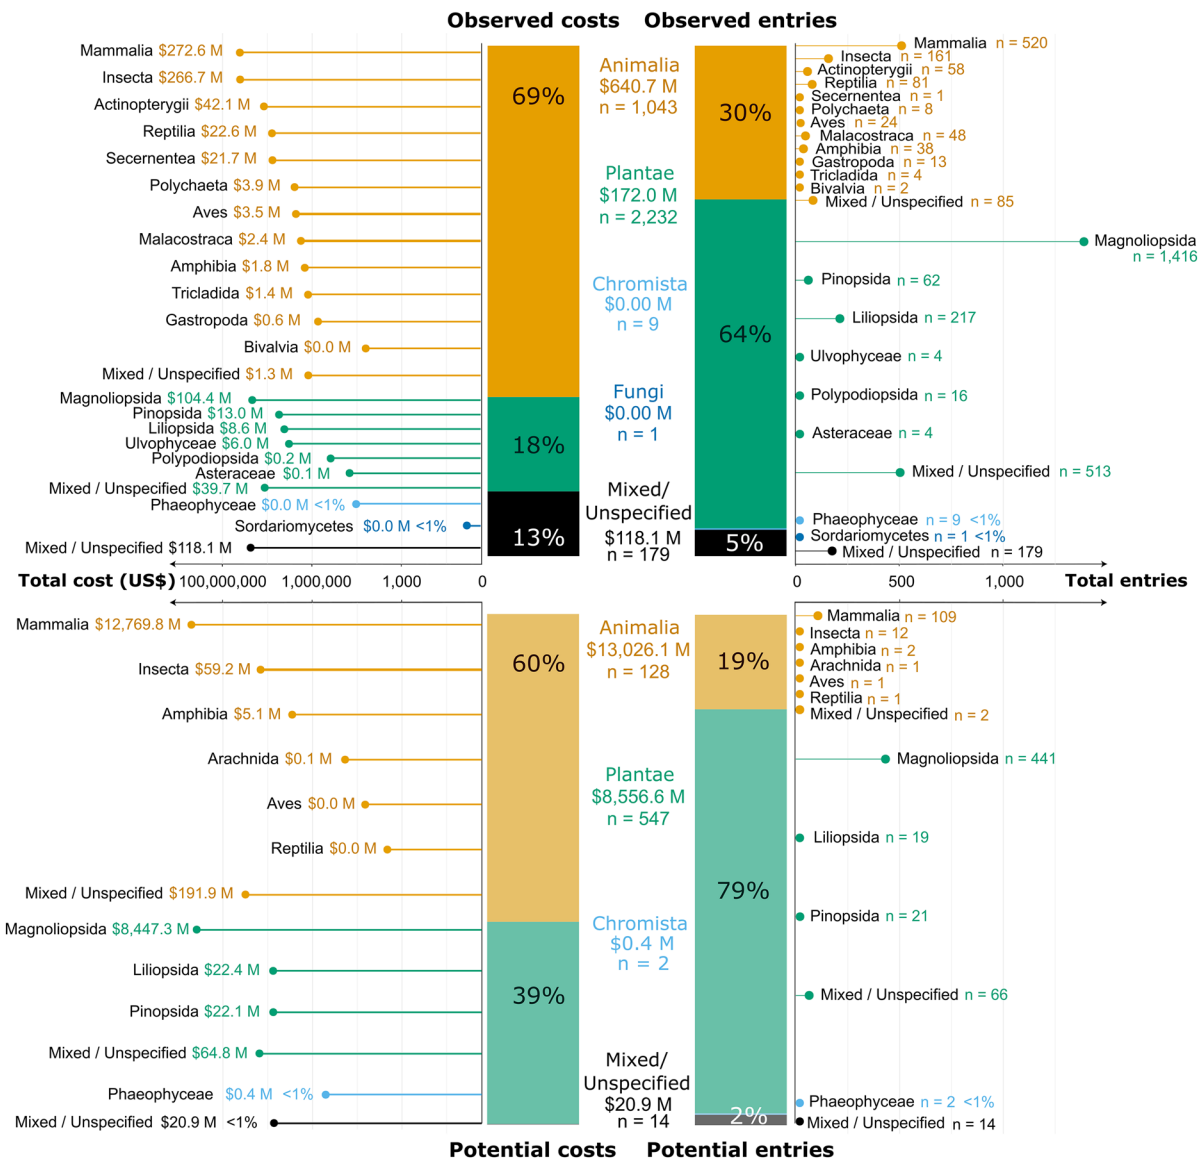 Observed costs
Observed entries
Mammalia $272.6 M
Insecta $266.7 M
Actinopterygii $42.1 M
Reptilia $22.6 M
Secernentea $21.7 M
Polychaeta $3.9 M
Aves $3.5 M
Malacostraca $2.4 M
Amphibia $1.8 M
Tricladida $1.4 M
Gastropoda $0.6 M
Bivalvia $0.0 M
Mixed / Unspecified $1.3 M
Magnoliopsida $104.4 M
Pinopsida $13.0 M
Liliopsida $8.6 M
Ulvophyceae $6.0 M
Polypodiopsida $0.2 M
Asteraceae $0.1 M
Mixed / Unspecified $39.7 M
Phaeophyceae $0.0 M <1%
Sordariomycetes $0.0 M <1%
Mixed / Unspecified $118.1 M
69%
18%
13%
Animalia
$640.7 M
n = 1,043
Plantae
$172.0 M
n = 2,232
Chromista
$0.00 M
n = 9
Fungi
$0.00 M
n = 1
Mixed/
Unspecified
$118.1 M
n = 179
30%
64%
5%
Mammalia n = 520
Insecta n = 161
Actinopterygii n = 58
Reptilia n = 81
Secernentea n = 1
Polychaeta n = 8
Aves n = 24
Malacostraca n = 48
Amphibia n = 38
Gastropoda n = 13
Tricladida n = 4
Bivalvia n = 2
Mixed / Unspecified n = 85
Magnoliopsida
n = 1,416
Pinopsida n = 62
Liliopsida n = 217
Ulvophyceae n = 4
Polypodiopsida n = 16
Asteraceae n = 4
Mixed / Unspecified n = 513
Phaeophyceae n = 9 <1%
Sordariomycetes n = 1 <1%
Mixed / Unspecified n = 179
Total cost (US$) 100,000,000 1,000,000 1,000 0
0 500 1,000 Total entries
Mammalia $12,769.8 M
Insecta $59.2 M
Amphibia $5.1 M
Arachnida $0.1 M
Aves $0.0 M
Reptilia $0.0 M
Mixed / Unspecified $191.9 M
Magnoliopsida $8,447.3 M
Liliopsida $22.4 M
Pinopsida $22.1 M
Mixed / Unspecified $64.8 M
Phaeophyceae $0.4 M <1%
Mixed / Unspecified $20.9 M <1%
60%
39%
Animalia
$13,026.1 M
n = 128
Plantae
$8,556.6 M
n = 547
Chromista
$0.4 M
n = 2
Mixed/
Unspecified
$20.9 M
n = 14
19%
79%
2%
Mammalia n = 109
Insecta n = 12
Amphibia n = 2
Arachnida n = 1
Aves n = 1
Reptilia n = 1
Mixed / Unspecified n = 2
Magnoliopsida n = 441
Liliopsida n = 19
Pinopsida n = 21
Mixed / Unspecified n = 66
Phaeophyceae n = 2 <1%
Mixed / Unspecified n = 14
Potential costs
Potential entries